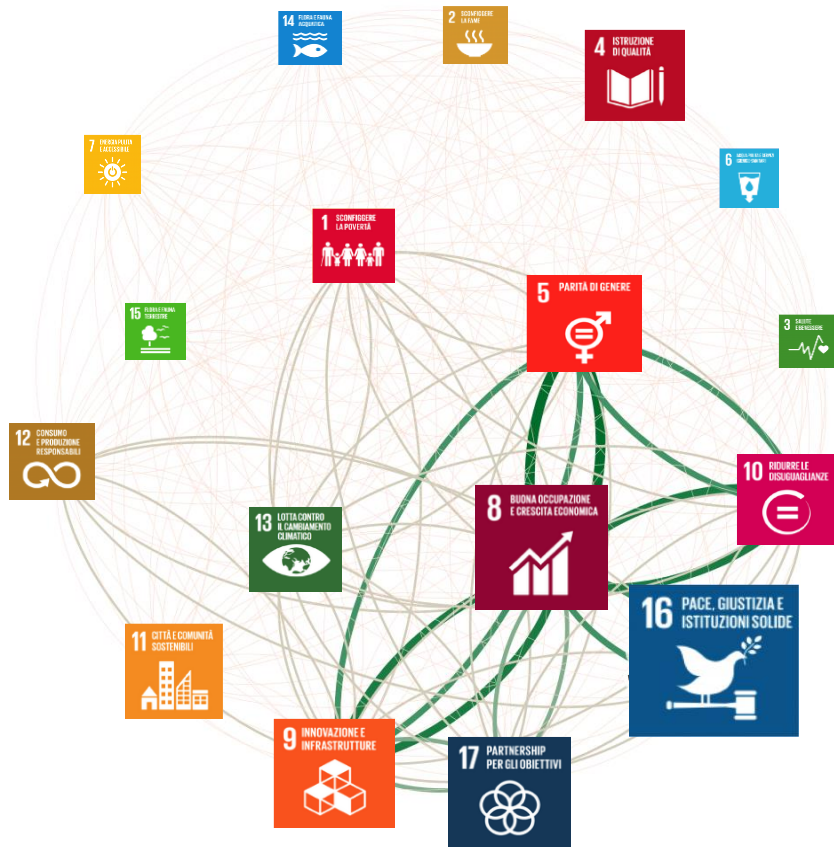 14 FLORA E FAUNA
ACQUATICA
2 SCONFIGGERE
LA FAME
4 ISTRUZIONE
DI QUALITÀ
7 ENERGIA PULITA
E ACCESSIBILE
6
1 SCONFIGGERE
LA POVERTÀ
5 PARITÀ DI GENERE
15 FLORA E FAUNA
TERRESTRE
3 SALUTE
E BENESSERE
12 CONSUMO
E PRODUZIONE
RESPONSABILI
10 RIDURRE LE
DISUGUAGLIANZE
8 BUONA OCCUPAZIONE
E CRESCITA ECONOMICA
13 LOTTA CONTRO
IL CAMBIAMENTO
CLIMATICO
16 PACE, GIUSTIZIA E
ISTITUZIONI SOLIDE
11 CITTÀ E COMUNITÀ
SOSTENIBILI
9 INNOVAZIONE E
INFRASTRUTTURE
17 PARTNERSHIP
PER GLI OBIETTIVI